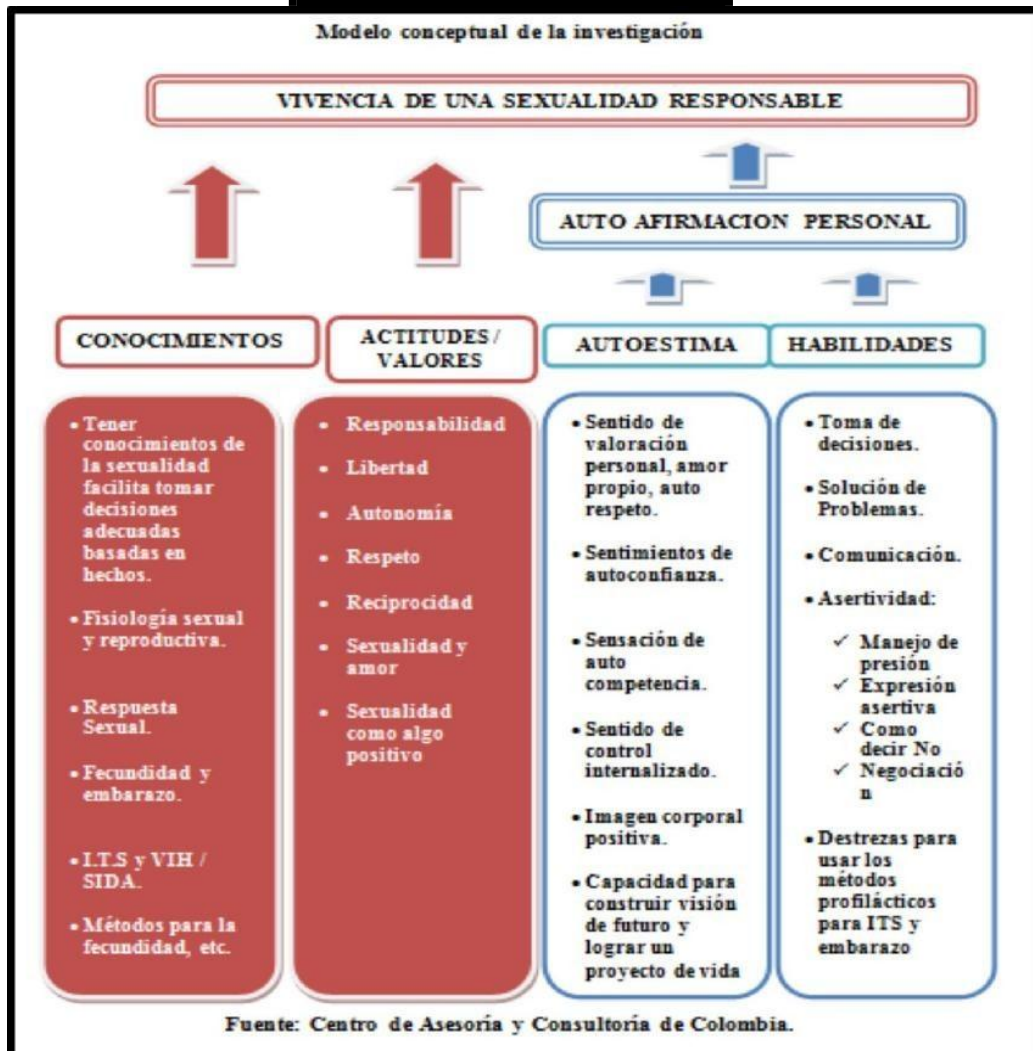 Modelo conceptual de la investigación
VIVENCIA DE UNA SEXUALIDAD RESPONSABLE
AUTO AFIRMACION PERSONAL
CONOCIMIENTOS
• Tener
conocimientos de
la sexualidad
facilita tomar
decisiones
adecuadas
basadas en
hechos.
• Fisiología sexual
y reproductiva.
• Respuesta
Sexual.
• Fecundidad y
embarazo.
• I.T.S y VIH /
SIDA.
• Métodos para la
fecundidad, etc.
ACTITUDES /
VALORES
• Responsabilidad
• Libertad
• Autonomía
• Respeto
• Reciprocidad
• Sexualidad y
amor
• Sexualidad
como algo
positivo
AUTOESTIMA
• Sentido de
valoración
personal, amor
propio, auto
respeto.
• Sentimientos de
autoconfianza.
• Sensación de
auto
competencia.
• Sentido de
control
internalizado.
• Imagen corporal
positiva.
• Capacidad para
construir visión
de futuro y
lograr un
proyecto de vida
HABILIDADES
• Toma de
decisiones.
• Solución de
Problemas.
• Comunicación.
• Asertividad:
✓ Manejo de
presión
✓ Expresión
asertiva
✓ Como
decir No
✓ Negociació
n
• Destrezas para
usar los
métodos
profilácticos
para ITS y
embarazo
Fuente: Centro de Asesoría y Consultoría de Colombia.